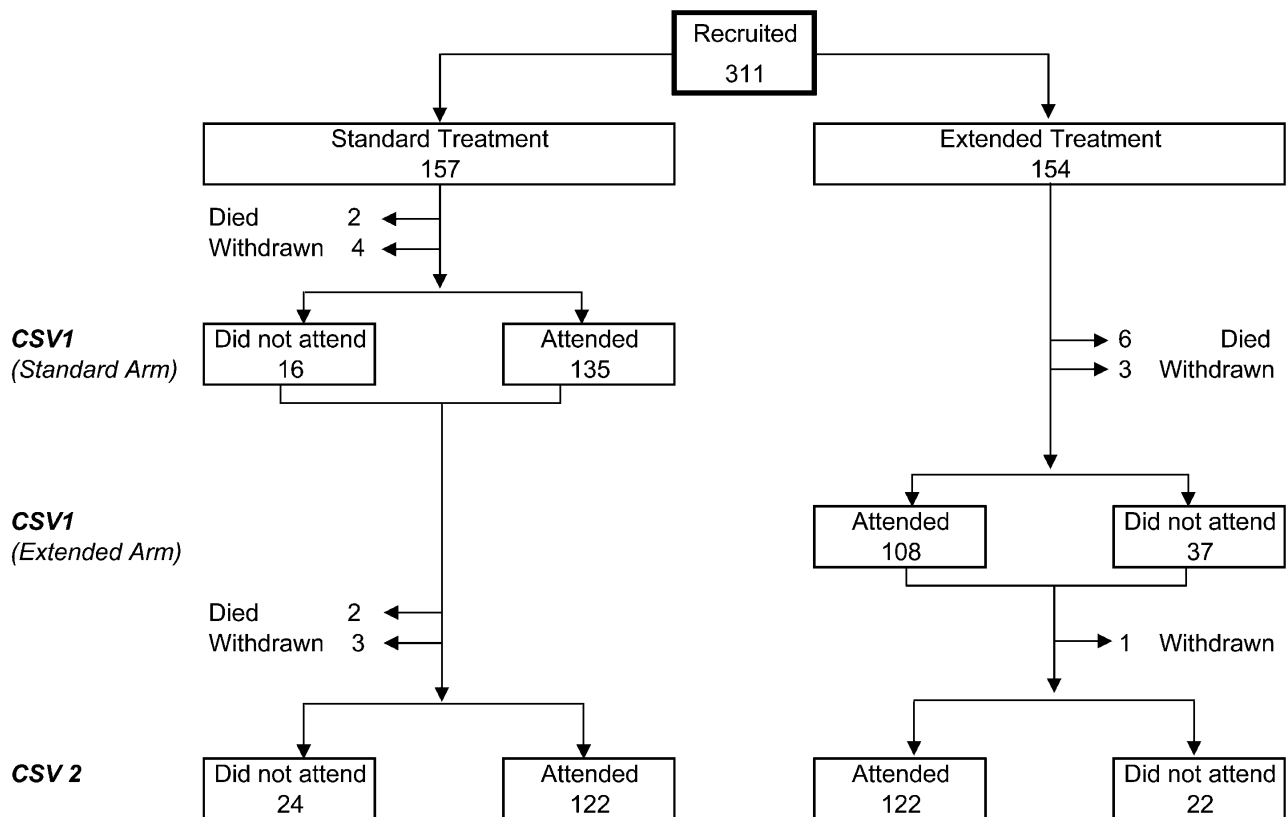 Recruited
311
Standard Treatment
157
Extended Treatment
154
Died 2
Withdrawn 4
CSV1
(Standard Arm)
Did not attend
16
Attended
135
6 Died
3 Withdrawn
CSV1
(Extended Arm)
Attended
108
Did not attend
37
Died 2
Withdrawn 3
1 Withdrawn
CSV 2
Did not attend
24
Attended
122
Attended
122
Did not attend
22